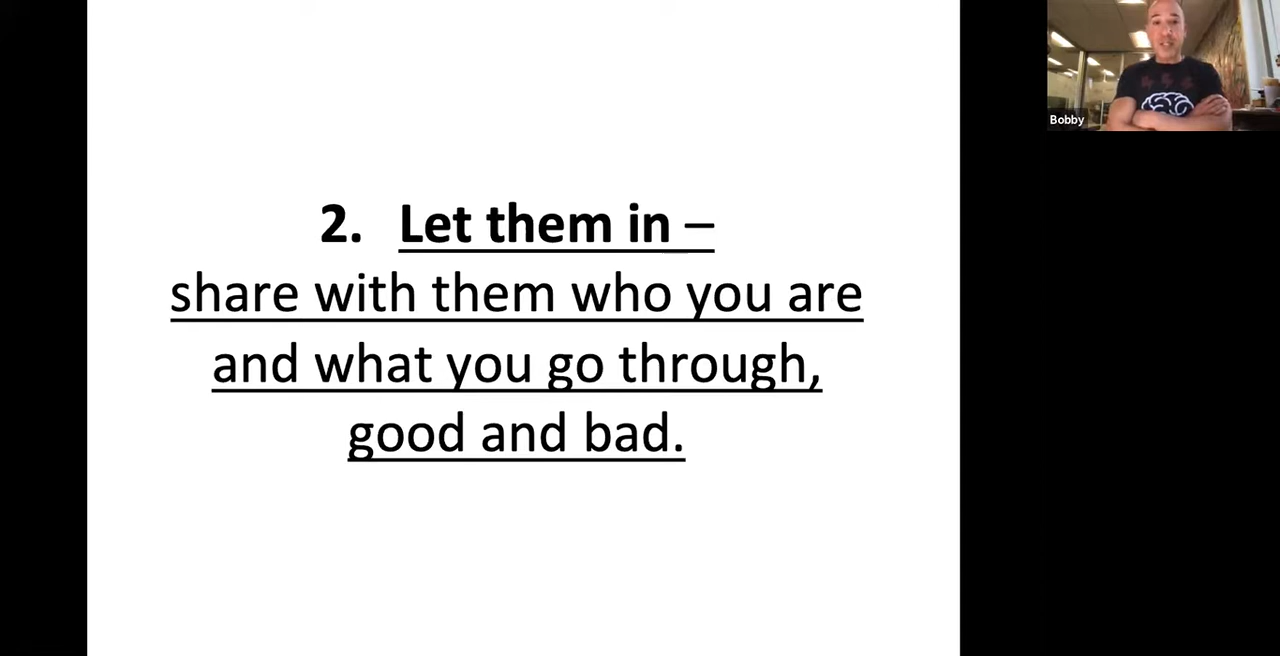 2. Let them in –
share with them who you are
and what you go through,
good and bad.
Bobby